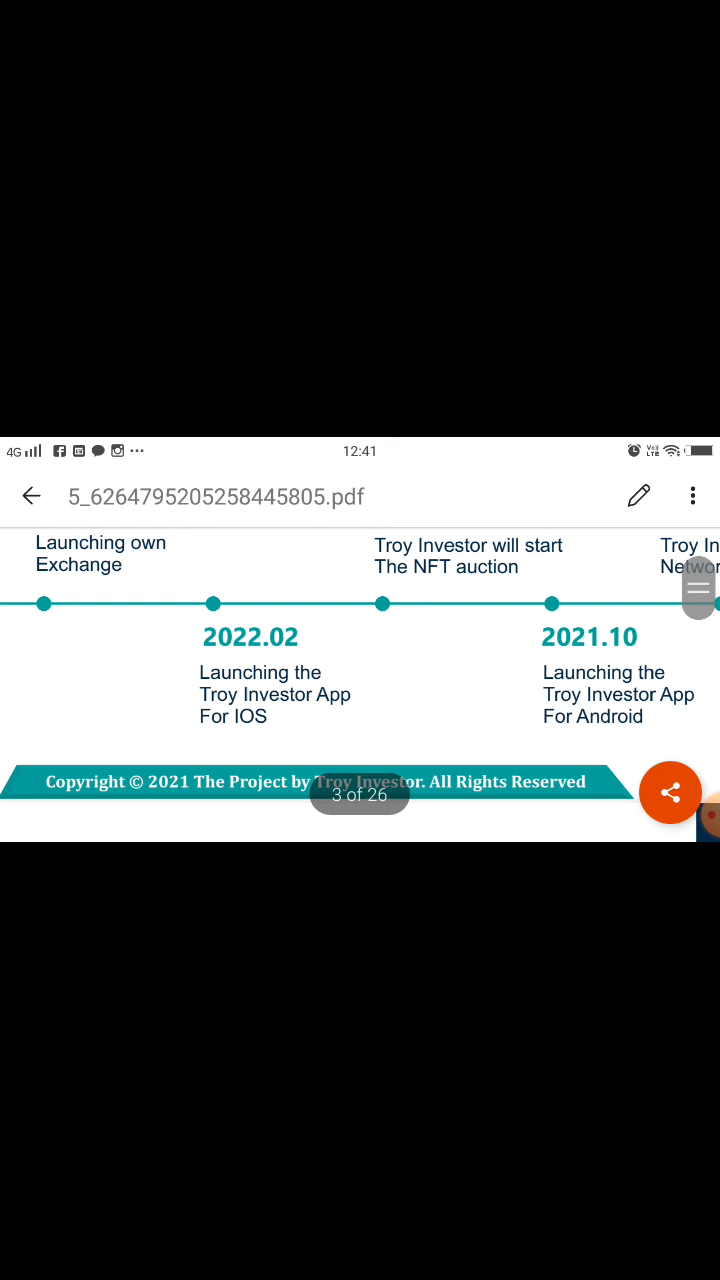 4G
12:41
VoD
LTE
5_6264795205258445805.pdf
Launching own
Exchange
Troy Investor will start
The NFT auction
Troy In
Networ
2022.02
Launching the
Troy Investor App
For IOS
2021.10
Launching the
Troy Investor App
For Android
Copyright © 2021 The Project by Troy Investor. All Rights Reserved
3 of 26